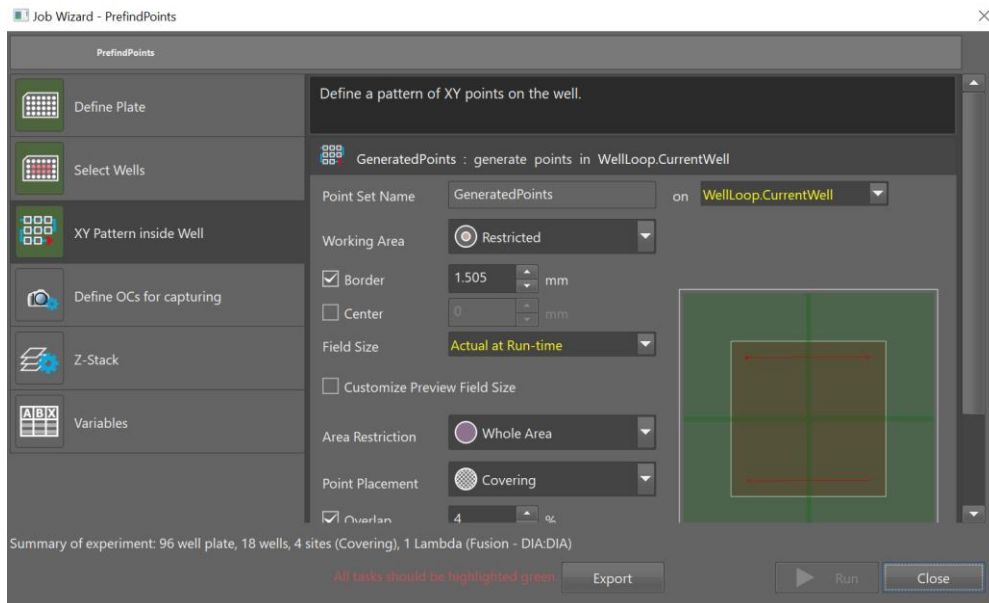 Job Wizard - PrefindPoints
PrefindPoints
Define Plate
Select Wells
XY Pattern inside Well
Define OCs for capturing
Z-Stack
ABX
Variables
Define a pattern of XY points on the well.
GeneratedPoints : generate points in WellLoop.CurrentWell
Point Set Name GeneratedPoints on WellLoop.CurrentWell
Working Area Restricted
Border 1.505 mm
Center 0 mm
Field Size Actual at Run-time
Customize Preview Field Size
Area Restriction Whole Area
Point Placement Covering
Overlap 4 %
Summary of experiment: 96 well plate, 18 wells, 4 sites (Covering), 1 Lambda (Fusion - DIA:DIA)
All tasks should be highlighted green. Export Run Close